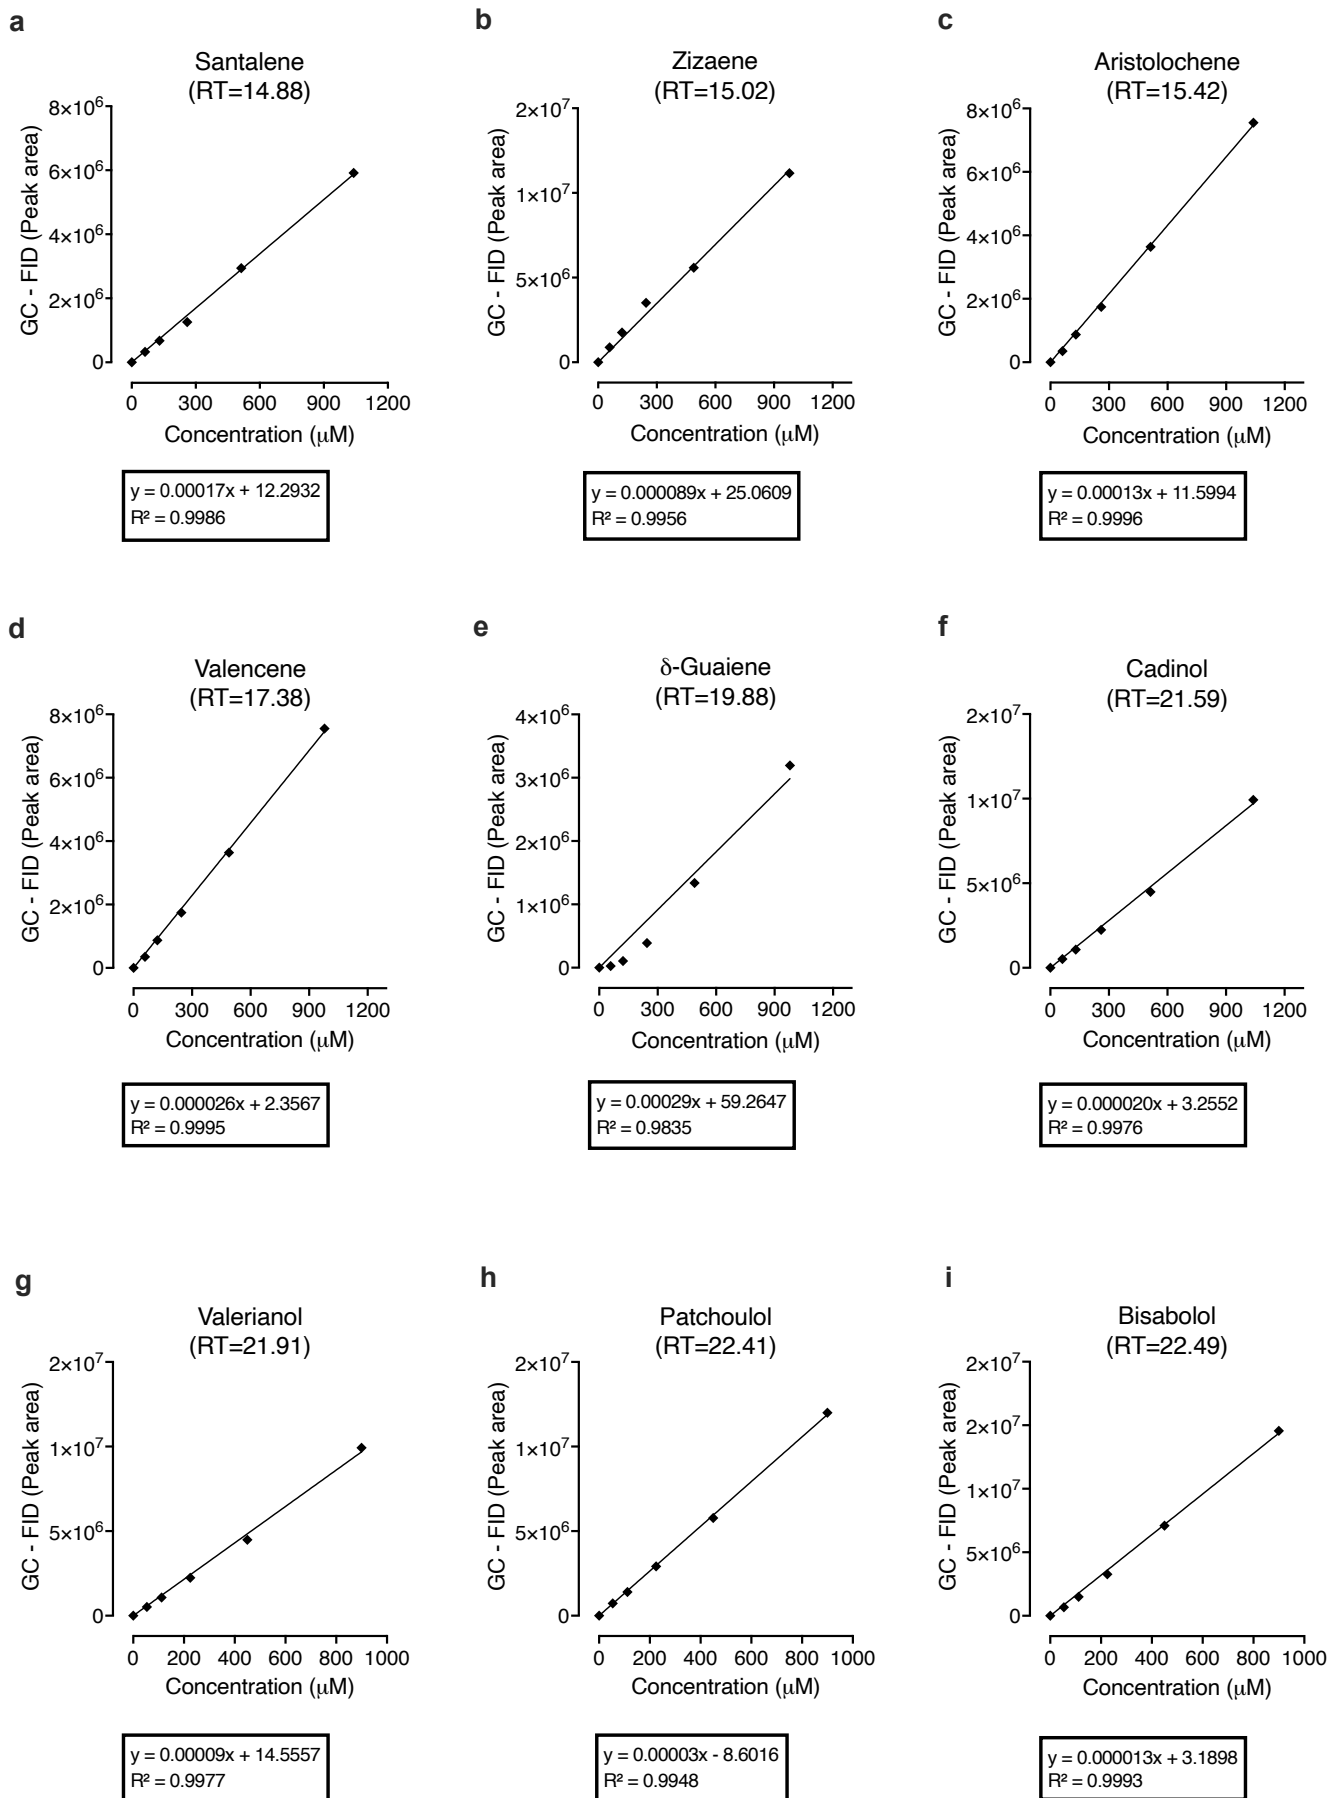 a
Santalene
(RT=14.88)
8×10⁶
6×10⁶
4×10⁶
2×10⁶
0
GC - FID (Peak area)
0 300 600 900 1200
Concentration (μM)
y = 0.00017x + 12.2932
R² = 0.9986
b
Zizaene
(RT=15.02)
2×10⁷
1×10⁷
5×10⁶
0
GC - FID (Peak area)
0 300 600 900 1200
Concentration (μM)
y = 0.000089x + 25.0609
R² = 0.9956
c
Aristolochene
(RT=15.42)
8×10⁶
6×10⁶
4×10⁶
2×10⁶
0
GC - FID (Peak area)
0 300 600 900 1200
Concentration (μM)
y = 0.00013x + 11.5994
R² = 0.9996
d
Valencene
(RT=17.38)
8×10⁶
6×10⁶
4×10⁶
2×10⁶
0
GC - FID (Peak area)
0 300 600 900 1200
Concentration (μM)
y = 0.000026x + 2.3567
R² = 0.9995
e
δ-Guaiene
(RT=19.88)
4×10⁶
3×10⁶
2×10⁶
1×10⁶
0
GC - FID (Peak area)
0 300 600 900 1200
Concentration (μM)
y = 0.00029x + 59.2647
R² = 0.9835
f
Cadinol
(RT=21.59)
2×10⁷
1×10⁷
5×10⁶
0
GC - FID (Peak area)
0 300 600 900 1200
Concentration (μM)
y = 0.000020x + 3.2552
R² = 0.9976
g
Valerianol
(RT=21.91)
2×10⁷
1×10⁷
5×10⁶
0
GC - FID (Peak area)
0 200 400 600 800 1000
Concentration (μM)
y = 0.00009x + 14.5557
R² = 0.9977
h
Patchoulol
(RT=22.41)
2×10⁷
1×10⁷
5×10⁶
0
GC - FID (Peak area)
0 200 400 600 800 1000
Concentration (μM)
y = 0.00003x - 8.6016
R² = 0.9948
i
Bisabolol
(RT=22.49)
2×10⁷
2×10⁷
1×10⁷
5×10⁶
0
GC - FID (Peak area)
0 200 400 600 800 1000
Concentration (μM)
y = 0.000013x + 3.1898
R² = 0.9993